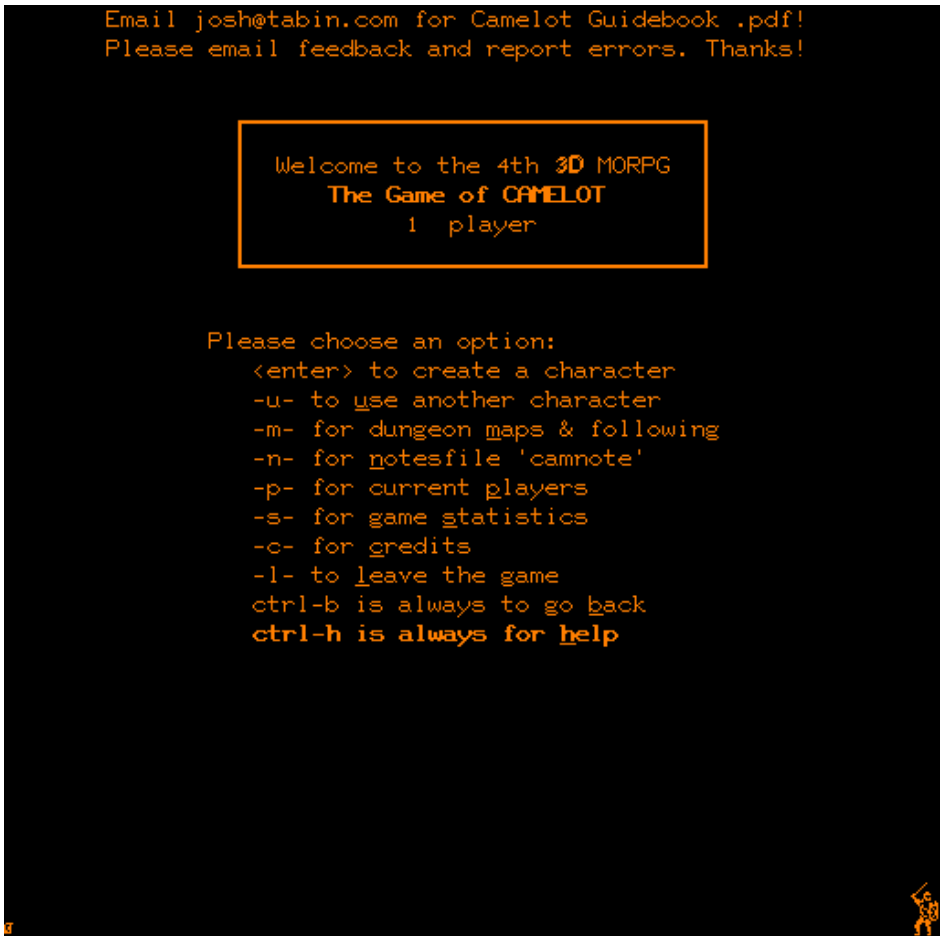 Email josh@tabin.com for Camelot Guidebook .pdf!
Please email feedback and report errors. Thanks!
Welcome to the 4th 3D MORPG
The Game of CAMELOT
1 player
Please choose an option:
<enter> to create a character
-u- to use another character
-m- for dungeon maps & following
-n- for notesfile 'camnote'
-p- for current players
-s- for game statistics
-c- for credits
-l- to leave the game
ctrl-b is always to go back
ctrl-h is always for help